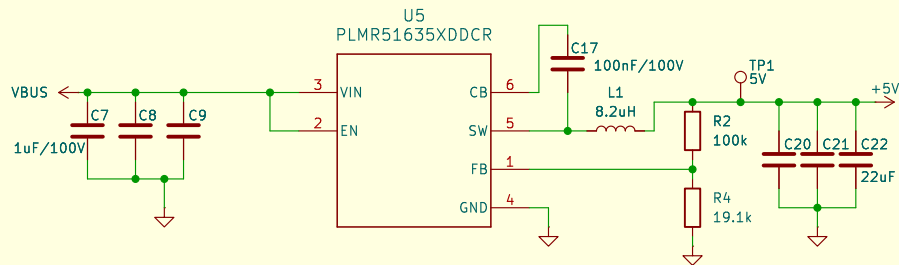 U5
PLMR51635XDDCR
C17
100nF/100V
TP1
5V
VBUS
3
VIN
CB
6
L1
8.2uH
+5V
C7
C8
C9
1uF/100V
2
EN
SW
5
R2
100k
C20
C21
C22
22uF
FB
1
GND
4
R4
19.1k